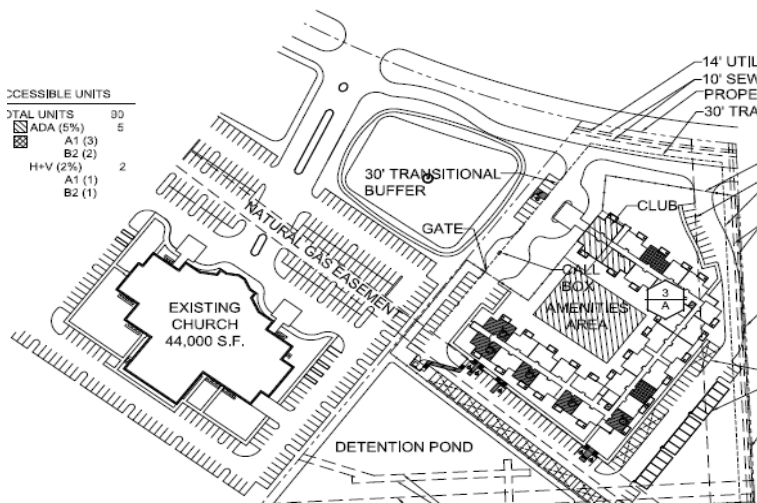 14' UTIL
10' SEW
PROPE
30' TRA
CCESSIBLE UNITS
OTAL UNITS 80
ADA (5%) 5
A1 (3)
B2 (2)
H+V (2%) 2
A1 (1)
B2 (1)
30' TRANSITIONAL
BUFFER
NATURAL GAS EASEMENT
GATE
CLUB
CALL
BOX
AMENITIES
AREA
3
A
EXISTING
CHURCH
44,000 S.F.
DETENTION POND